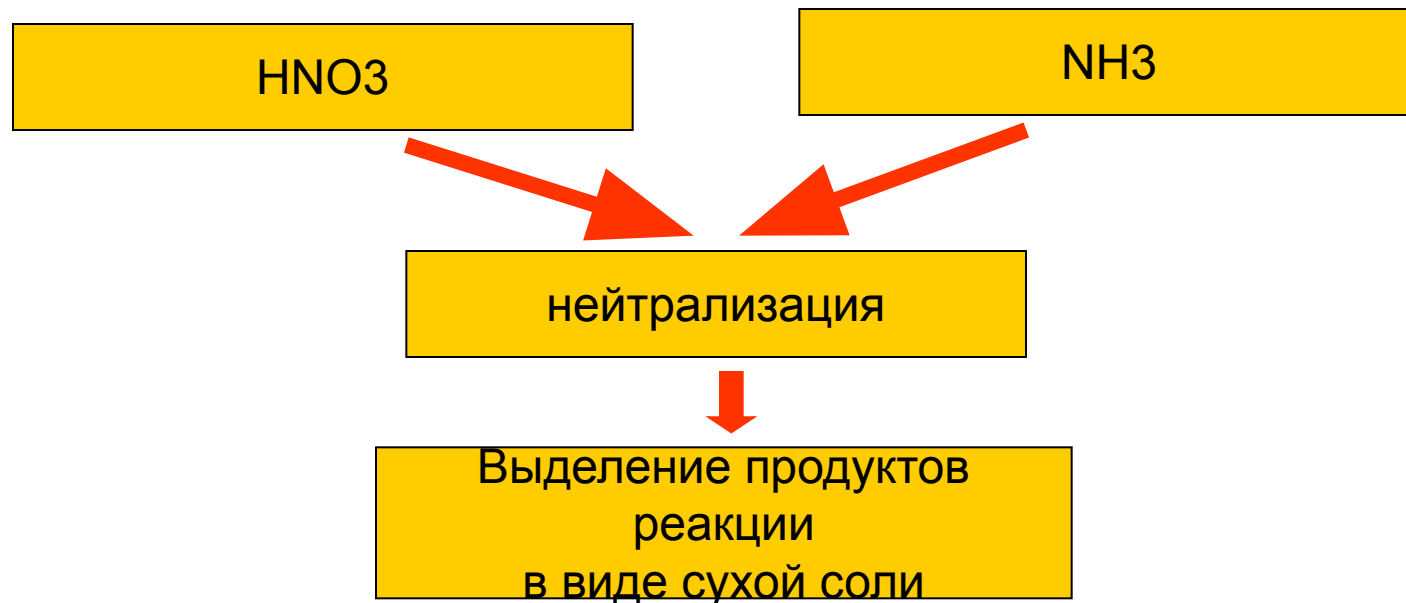 HNO3
NH3
нейтрализация
Выделение продуктов
реакции
в виде сухой соли